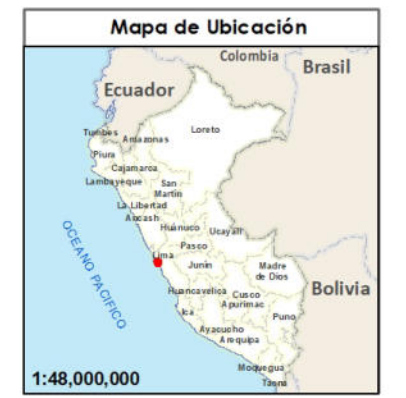 Mapa de Ubicación
Colombia
Brasil
Ecuador
Loreto
Tumbes
Amazonas
Piura
Cajamarca
Lambayeque
San
Martín
La Libertad
Ancash
Huánuco
Ucayali
Pasco
Lima
Junín
Madre
de Dios
OCEANO PACIFICO
Huancavelica
Cusco
Bolivia
Apurimac
Ica
Puno
Ayacucho
Arequipa
Moquegua
1:48,000,000
Tacna